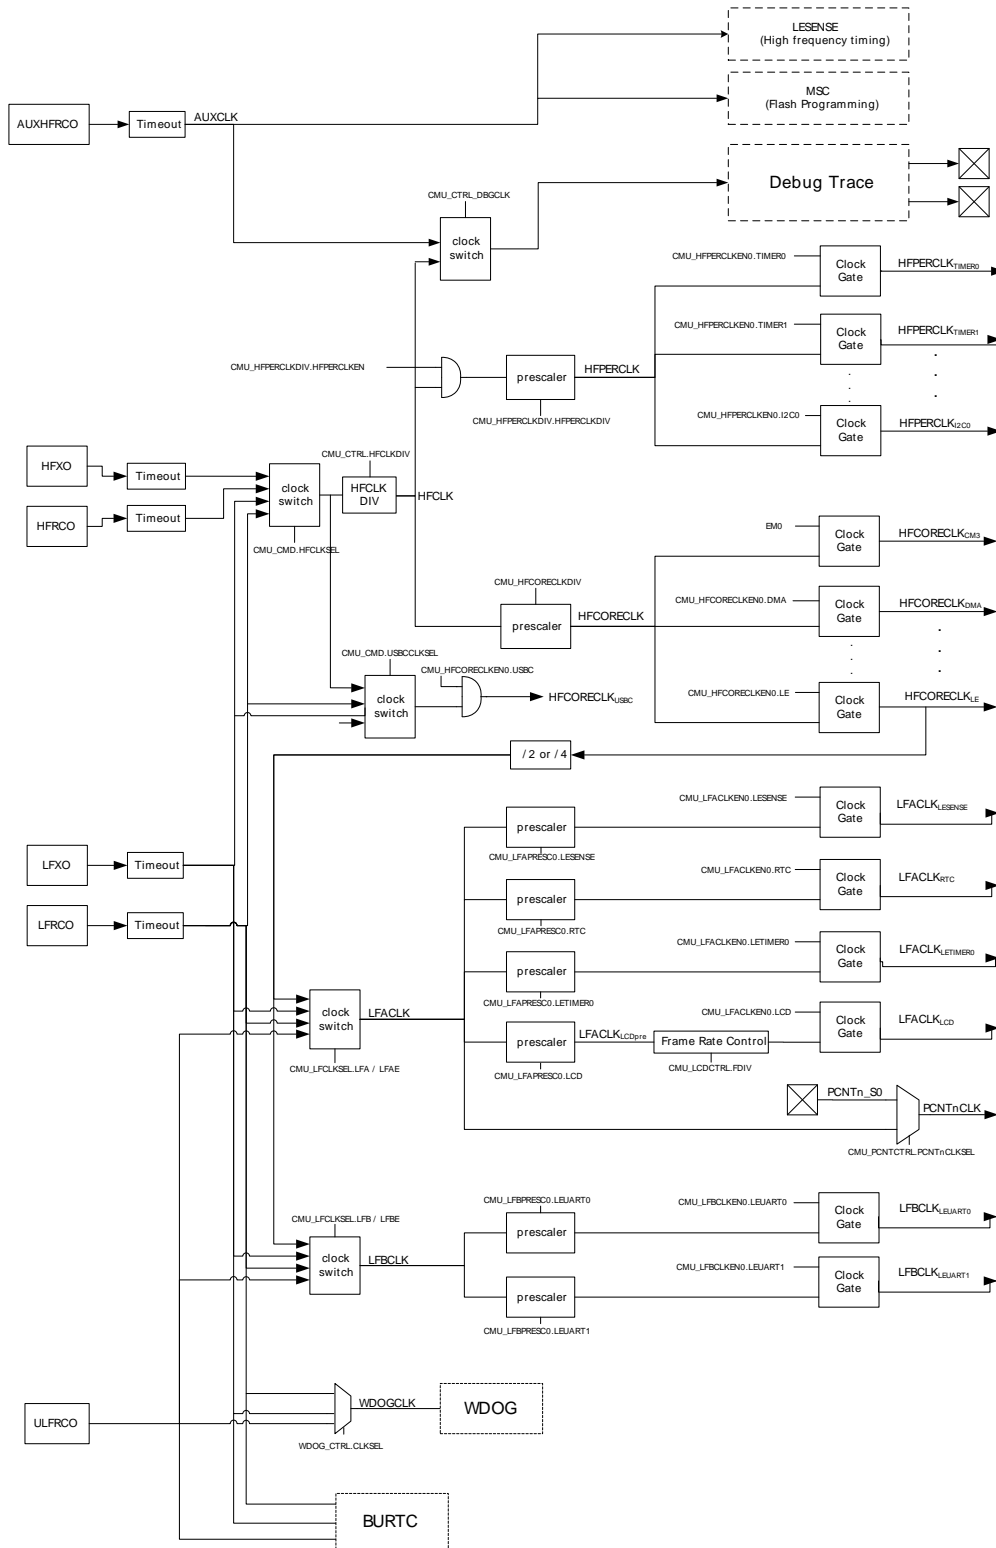 LESENSE
(High frequency timing)
MSC
(Flash Programming)
AUXHFRCO
Timeout
AUXCLK
Debug Trace
CMU_CTRL_DBGCLK
clock
switch
CMU_HFPERCLKEN0.TIMER0
Clock
Gate
HFPERCLKTIMER0
CMU_HFPERCLKEN0.TIMER1
Clock
Gate
HFPERCLKTIMER1
CMU_HFPERCLKDIV.HFPERCLKEN
prescaler
HFPERCLK
CMU_HFPERCLKDIV.HFPERCLKDIV
CMU_HFPERCLKEN0.I2C0
Clock
Gate
HFPERCLKI2C0
HFXO
Timeout
HFRCO
Timeout
clock
switch
CMU_CMD.HFCLKSEL
CMU_CTRL.HFCLKDIV
HFCLK
DIV
HFCLK
EM0
Clock
Gate
HFCORECLKCM3
CMU_HFCORECLKDIV
prescaler
HFCORECLK
CMU_HFCORECLKEN0.DMA
Clock
Gate
HFCORECLKDMA
CMU_CMD.USBCCLKSEL
CMU_HFCORECLKEN0.USBC
clock
switch
HFCORECLKUSBC
CMU_HFCORECLKEN0.LE
Clock
Gate
HFCORECLKLE
/ 2 or / 4
LFXO
Timeout
LFRCO
Timeout
prescaler
CMU_LFAPRESC0.LESENSE
CMU_LFACLKEN0.LESENSE
Clock
Gate
LFACLKLESENSE
prescaler
CMU_LFAPRESC0.RTC
CMU_LFACLKEN0.RTC
Clock
Gate
LFACLKRTC
prescaler
CMU_LFAPRESC0.LETIMER0
CMU_LFACLKEN0.LETIMER0
Clock
Gate
LFACLKLETIMER0
clock
switch
LFACLK
CMU_LFCLKSEL.LFA / LFAE
prescaler
CMU_LFAPRESC0.LCD
LFACLKLCDpre
Frame Rate Control
CMU_LCDCTRL.FDIV
CMU_LFACLKEN0.LCD
Clock
Gate
LFACLKLCD
PCNTn_S0
PCNTnCLK
CMU_PCNTCTRL.PCNTnCLKSEL
CMU_LFCLKSEL.LFB / LFBE
clock
switch
LFBCLK
CMU_LFBPRESC0.LEUART0
prescaler
CMU_LFBCLKEN0.LEUART0
Clock
Gate
LFBCLKLEUART0
prescaler
CMU_LFBPRESC0.LEUART1
CMU_LFBCLKEN0.LEUART1
Clock
Gate
LFBCLKLEUART1
ULFRCO
WDOGCLK
WDOG_CTRL.CLKSEL
WDOG
BURTC